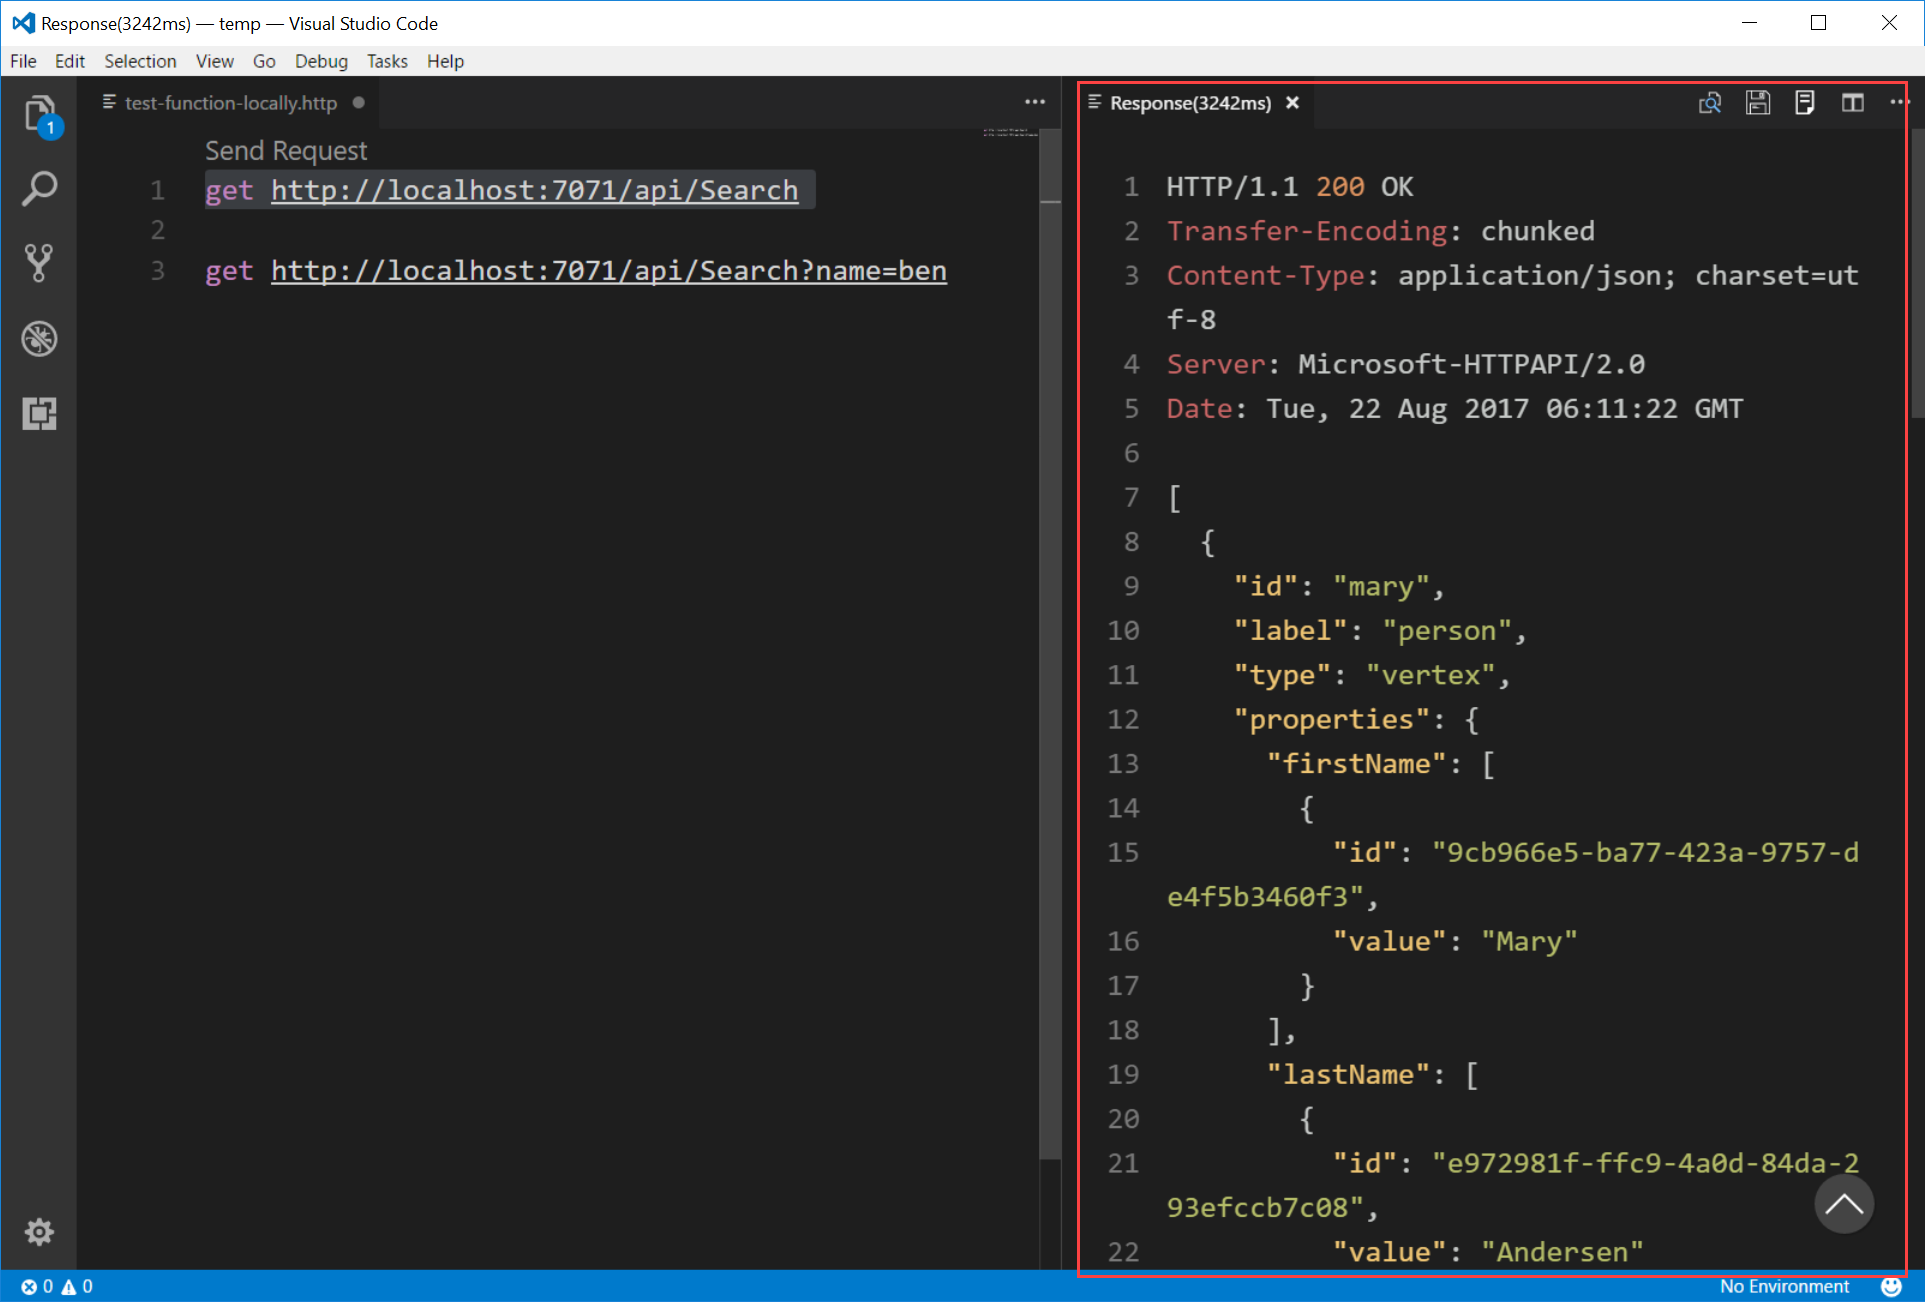 Response(3242ms) — temp — Visual Studio Code
File Edit Selection View Go Debug Tasks Help
1
test-function-locally.http
Send Request
1 get http://localhost:7071/api/Search
2
3 get http://localhost:7071/api/Search?name=ben
Response(3242ms)
1 HTTP/1.1 200 OK
2 Transfer-Encoding: chunked
3 Content-Type: application/json; charset=ut
f-8
4 Server: Microsoft-HTTPAPI/2.0
5 Date: Tue, 22 Aug 2017 06:11:22 GMT
6
7 [
8 {
9 "id": "mary",
10 "label": "person",
11 "type": "vertex",
12 "properties": {
13 "firstName": [
14 {
15 "id": "9cb966e5-ba77-423a-9757-d
e4f5b3460f3",
16 "value": "Mary"
17 }
18 ],
19 "lastName": [
20 {
21 "id": "e972981f-ffc9-4a0d-84da-2
93efccb7c08",
22 "value": "Andersen"
0 0
No Environment